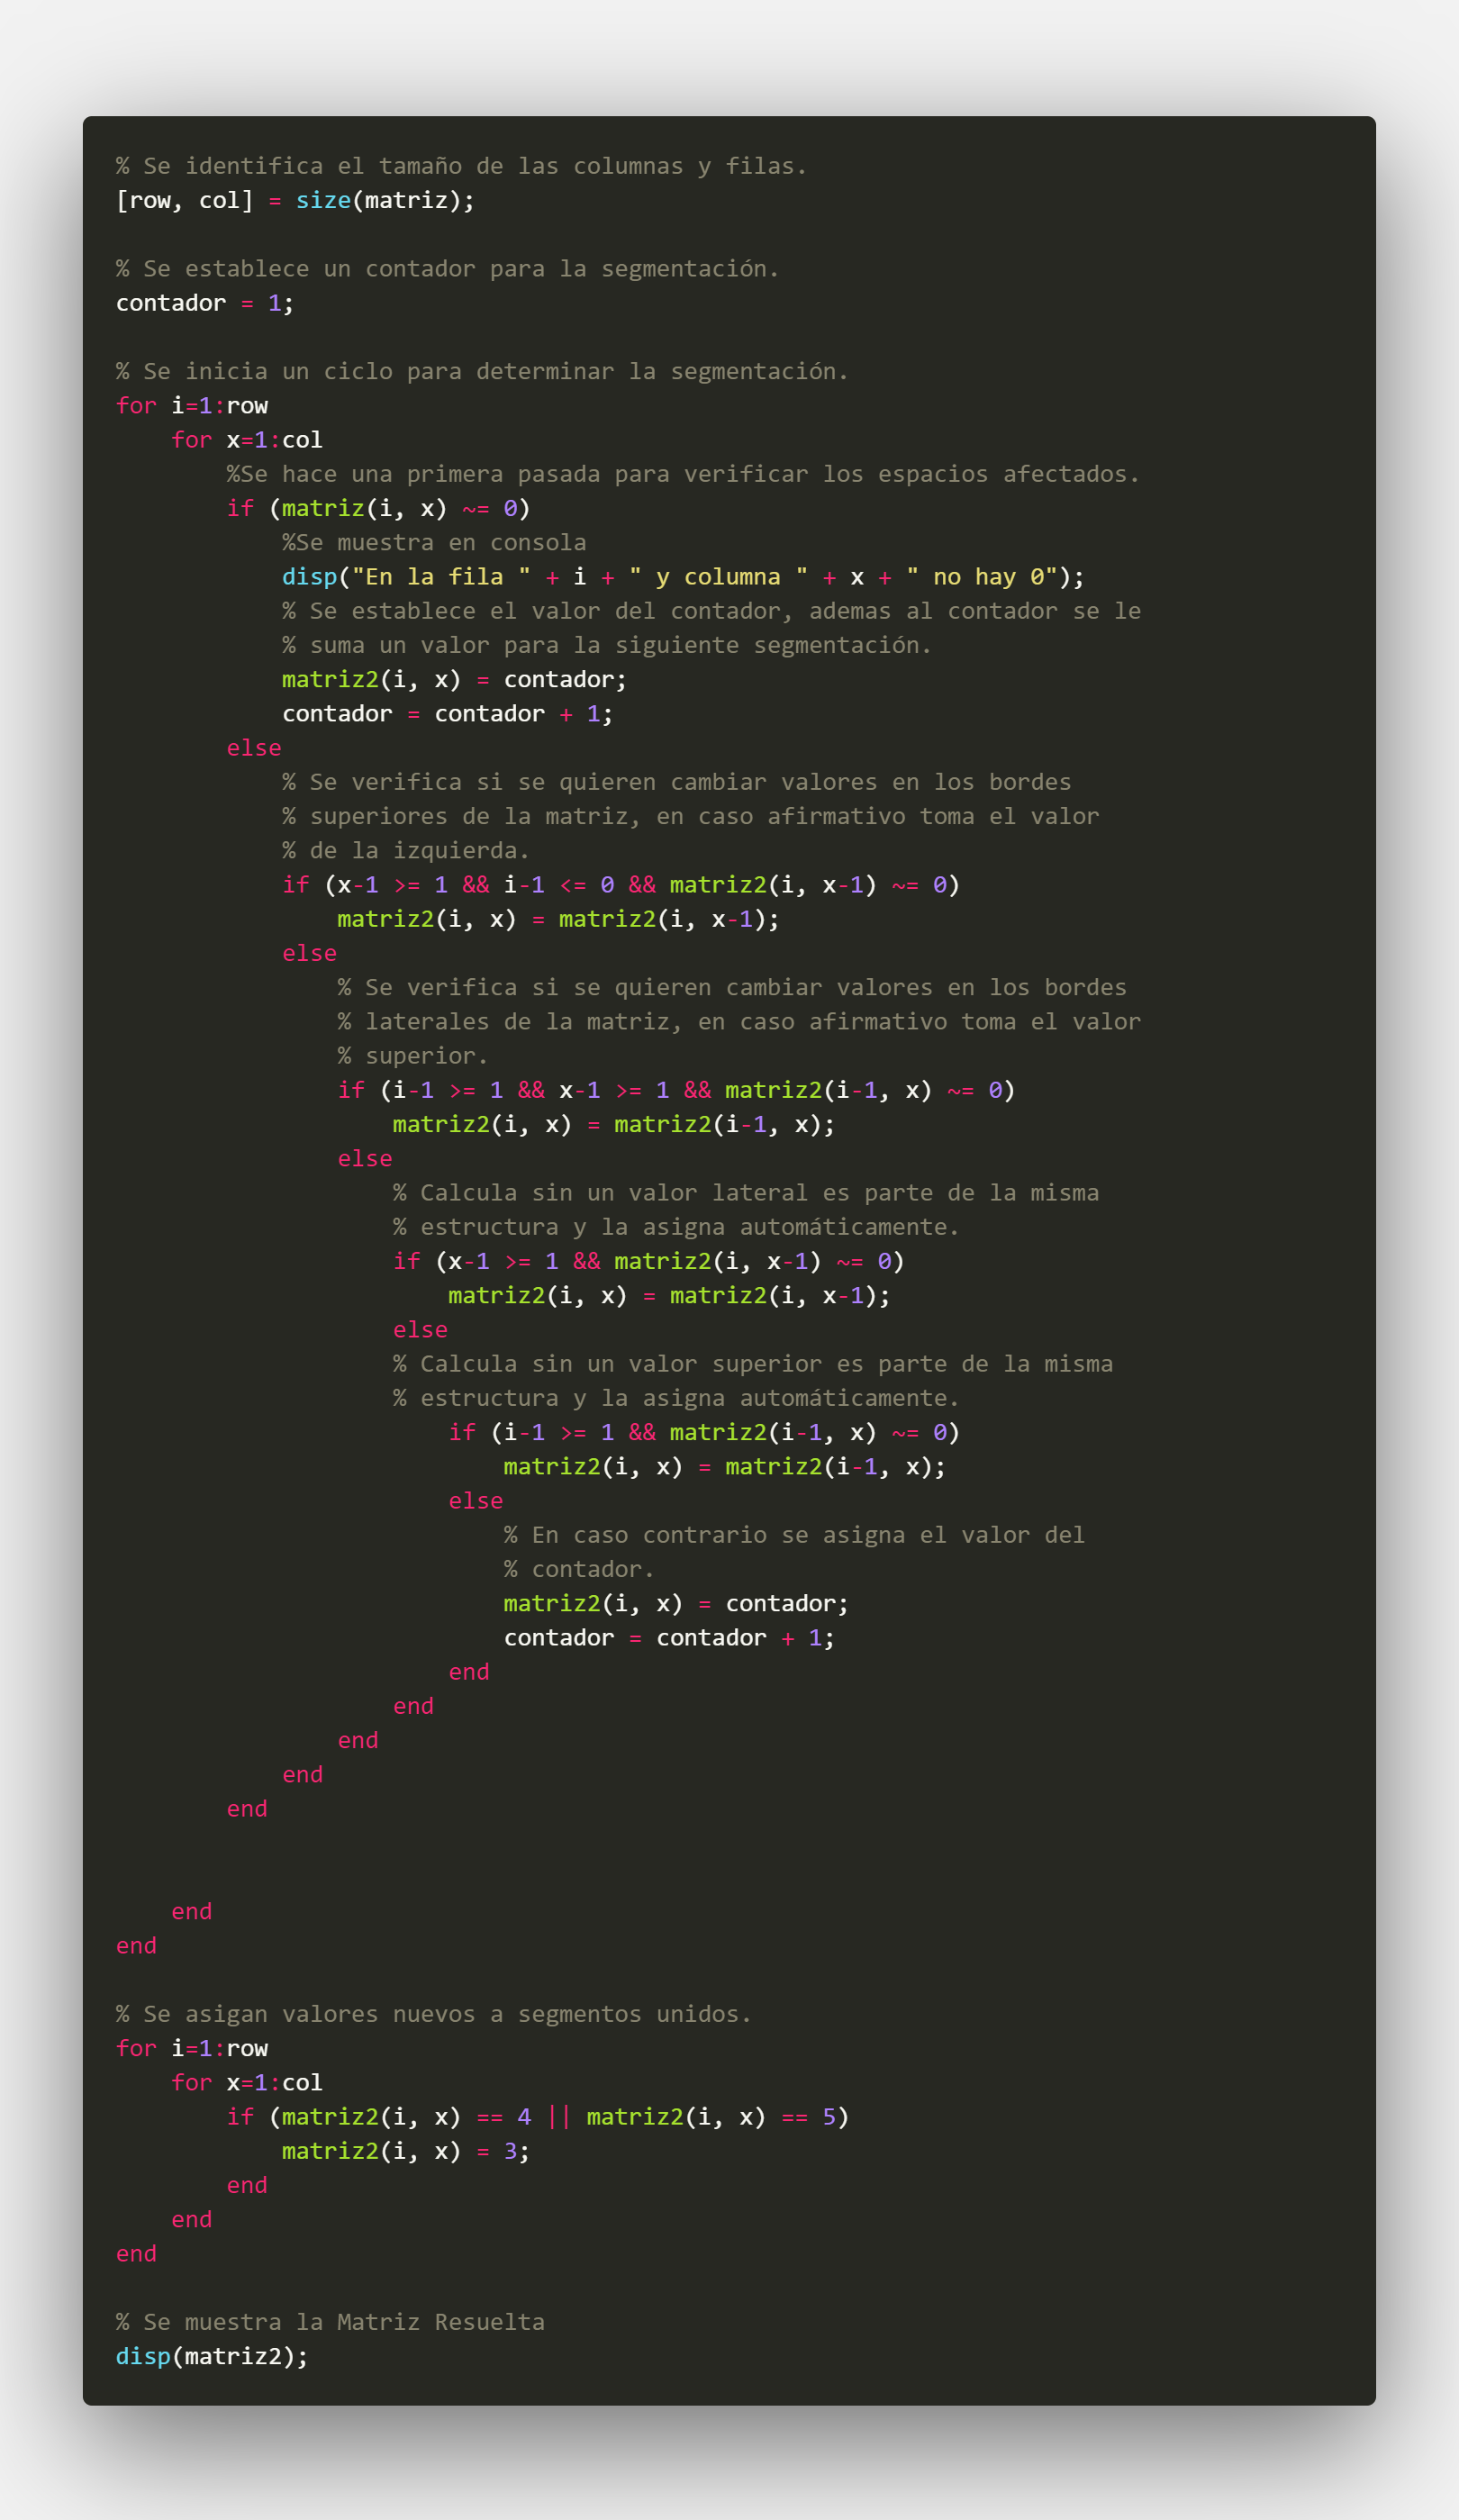 % Se identifica el tamaño de las columnas y filas.
[row, col] = size(matriz);
% Se establece un contador para la segmentación.
contador = 1;
% Se inicia un ciclo para determinar la segmentación.
for i=1:row
for x=1:col
%Se hace una primera pasada para verificar los espacios afectados.
if (matriz(i, x) ~= 0)
%Se muestra en consola
disp("En la fila " + i + " y columna " + x + " no hay 0");
% Se establece el valor del contador, ademas al contador se le
% suma un valor para la siguiente segmentación.
matriz2(i, x) = contador;
contador = contador + 1;
else
% Se verifica si se quieren cambiar valores en los bordes
% superiores de la matriz, en caso afirmativo toma el valor
% de la izquierda.
if (x-1 >= 1 && i-1 <= 0 && matriz2(i, x-1) ~= 0)
matriz2(i, x) = matriz2(i, x-1);
else
% Se verifica si se quieren cambiar valores en los bordes
% laterales de la matriz, en caso afirmativo toma el valor
% superior.
if (i-1 >= 1 && x-1 >= 1 && matriz2(i-1, x) ~= 0)
matriz2(i, x) = matriz2(i-1, x);
else
% Calcula sin un valor lateral es parte de la misma
% estructura y la asigna automáticamente.
if (x-1 >= 1 && matriz2(i, x-1) ~= 0)
matriz2(i, x) = matriz2(i, x-1);
else
% Calcula sin un valor superior es parte de la misma
% estructura y la asigna automáticamente.
if (i-1 >= 1 && matriz2(i-1, x) ~= 0)
matriz2(i, x) = matriz2(i-1, x);
else
% En caso contrario se asigna el valor del
% contador.
matriz2(i, x) = contador;
contador = contador + 1;
end
end
end
end
end
end
end
% Se asigan valores nuevos a segmentos unidos.
for i=1:row
for x=1:col
if (matriz2(i, x) == 4 || matriz2(i, x) == 5)
matriz2(i, x) = 3;
end
end
end
% Se muestra la Matriz Resuelta
disp(matriz2);